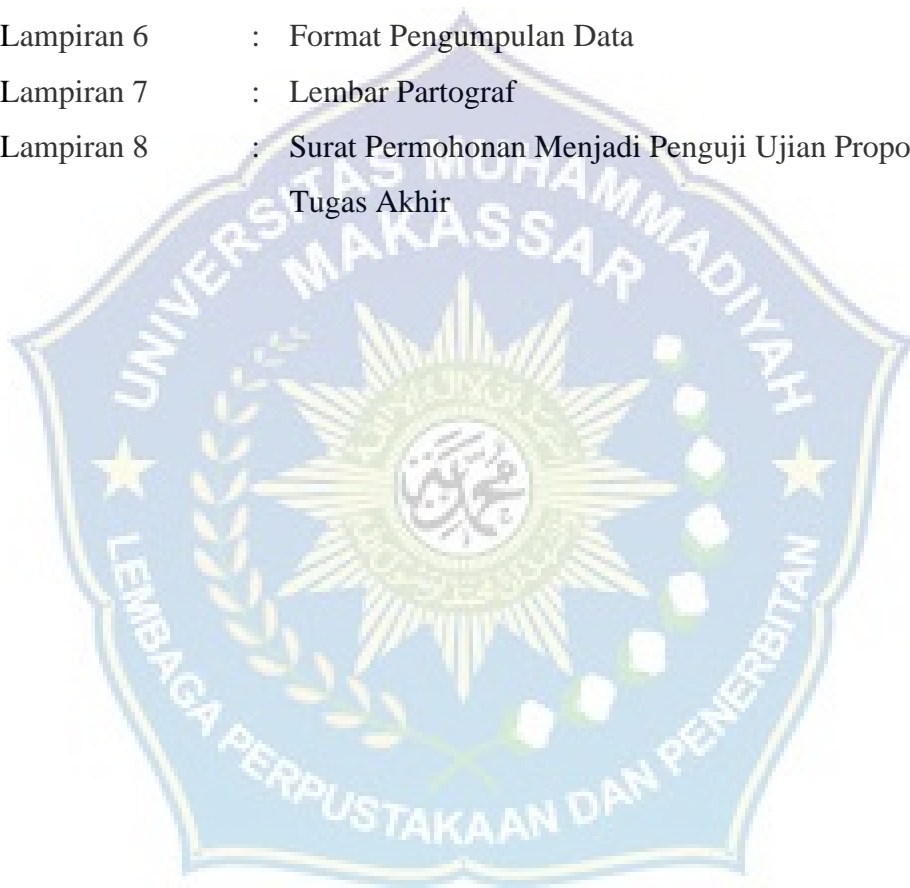 Lampiran 6 : Format Pengumpulan Data
Lampiran 7 : Lembar Partograf
Lampiran 8 : Surat Permohonan Menjadi Penguji Ujian Propo
Tugas Akhir
UNIVERSITAS MUHAMMADIYAH
MAKASSAR
LEMBAGA PERPUSTAKAAN DAN PENERBITAN